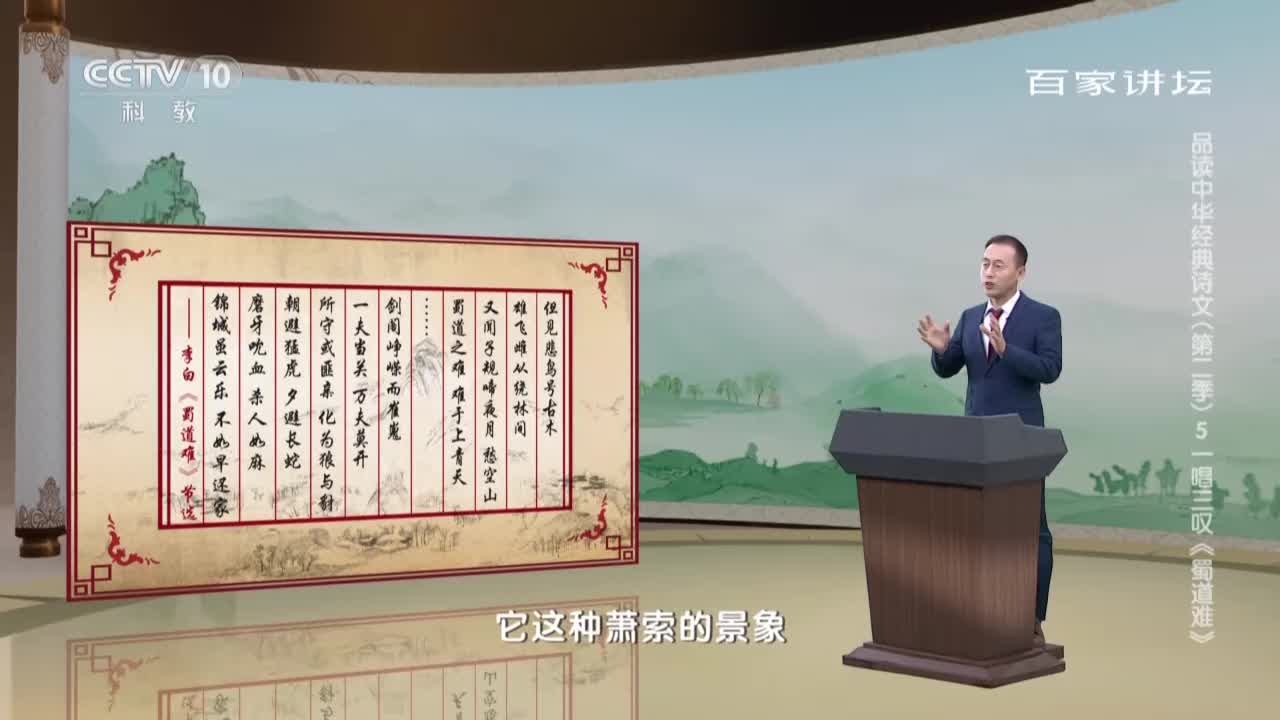 CCTV 10
科教
百家讲坛
品读中华经典诗文(第二季) 5 一唱三叹《蜀道难》
但见悲鸟号古木
雄飞雌从绕林间
又闻子规啼夜月 愁空山
蜀道之难 难于上青天
……
剑阁峥嵘而崔嵬
一夫当关 万夫莫开
所守或匪亲 化为狼与豺
朝避猛虎 夕避长蛇
磨牙吮血 杀人如麻
锦城虽云乐 不如早还家
——李白《蜀道难》节选
它这种萧索的景象